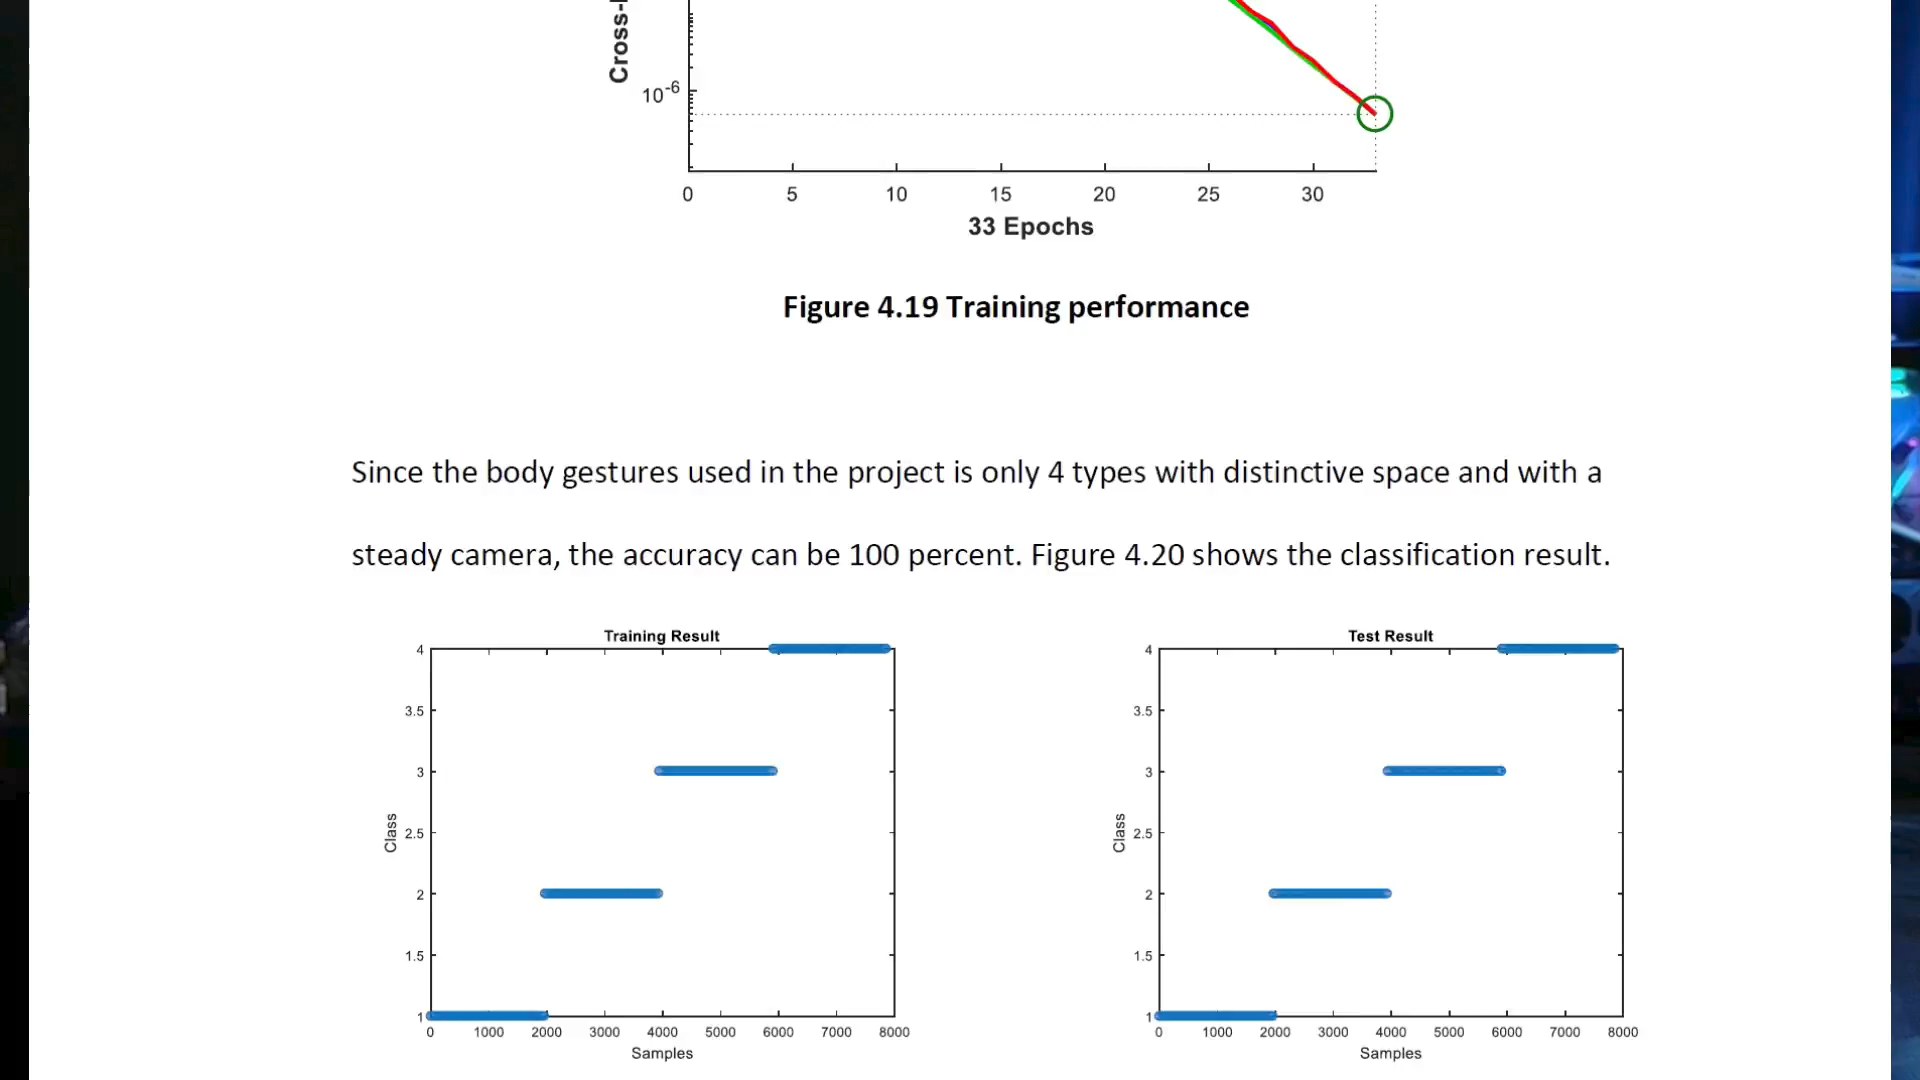 Cross-
10-6
0 5 10 15 20 25 30
33 Epochs
Figure 4.19 Training performance
Since the body gestures used in the project is only 4 types with distinctive space and with a
steady camera, the accuracy can be 100 percent. Figure 4.20 shows the classification result.
Training Result
4
3.5
3
2.5
2
1.5
1
Class
0 1000 2000 3000 4000 5000 6000 7000 8000
Samples
Test Result
4
3.5
3
2.5
2
1.5
1
Class
0 1000 2000 3000 4000 5000 6000 7000 8000
Samples